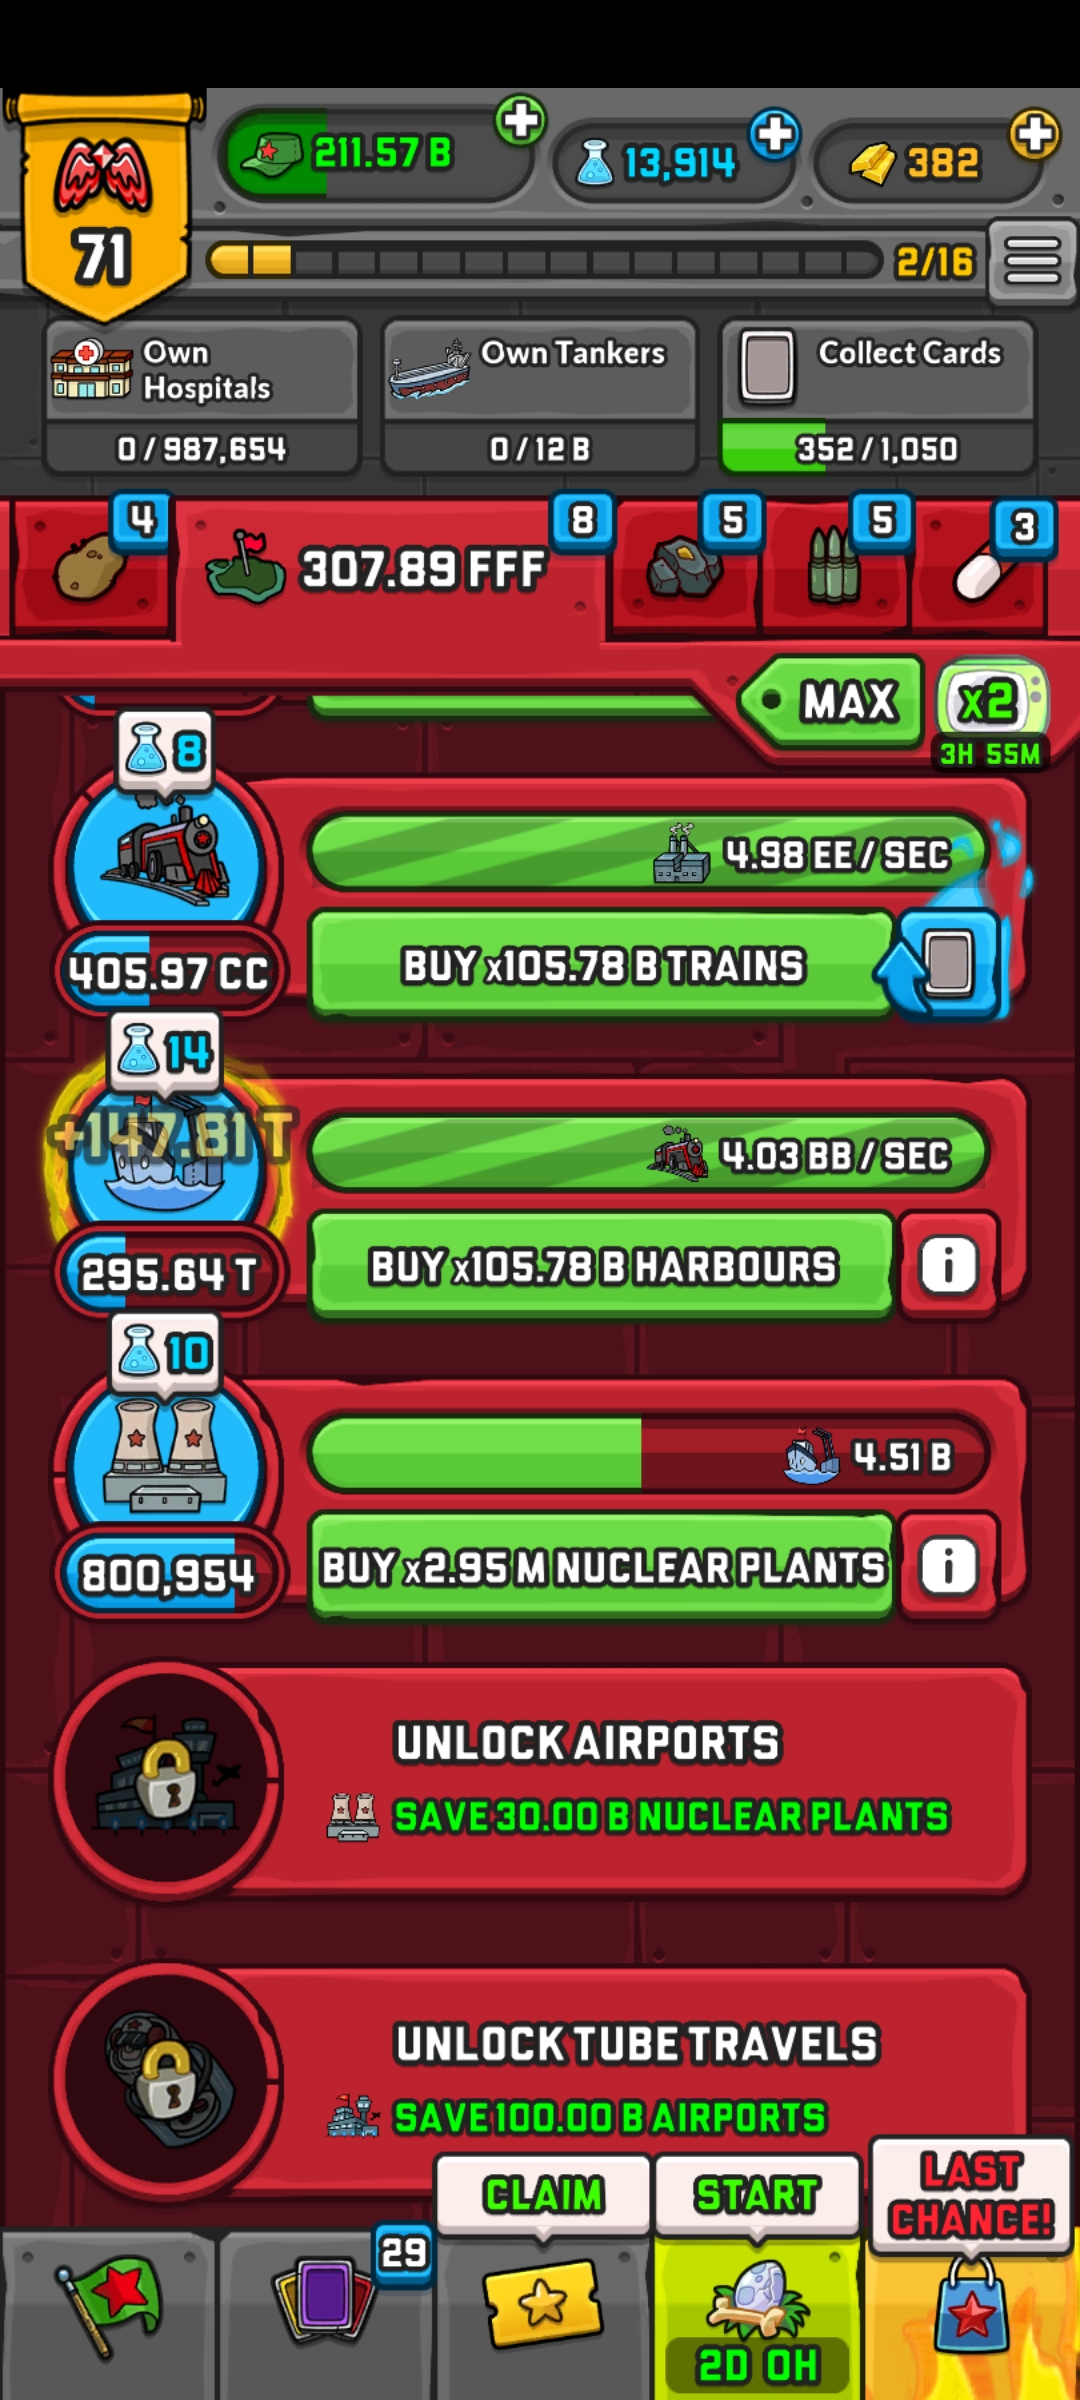 71
211.57 B
13,914
382
2/16
Own
Hospitals
0 / 987,654
Own Tankers
0 / 12 B
Collect Cards
352 / 1,050
4
307.89 FFF
8
5
5
3
MAX
x2
3H 55M
8
4.98 EE / SEC
405.97 CC
BUY x105.78 B TRAINS
14
+147.81 T
4.03 BB / SEC
295.64 T
BUY x105.78 B HARBOURS
i
10
4.51 B
800,954
BUY x2.95 M NUCLEAR PLANTS
i
UNLOCK AIRPORTS
SAVE 30.00 B NUCLEAR PLANTS
UNLOCK TUBE TRAVELS
SAVE 100.00 B AIRPORTS
CLAIM
START
LAST
CHANCE!
29
2D 0H